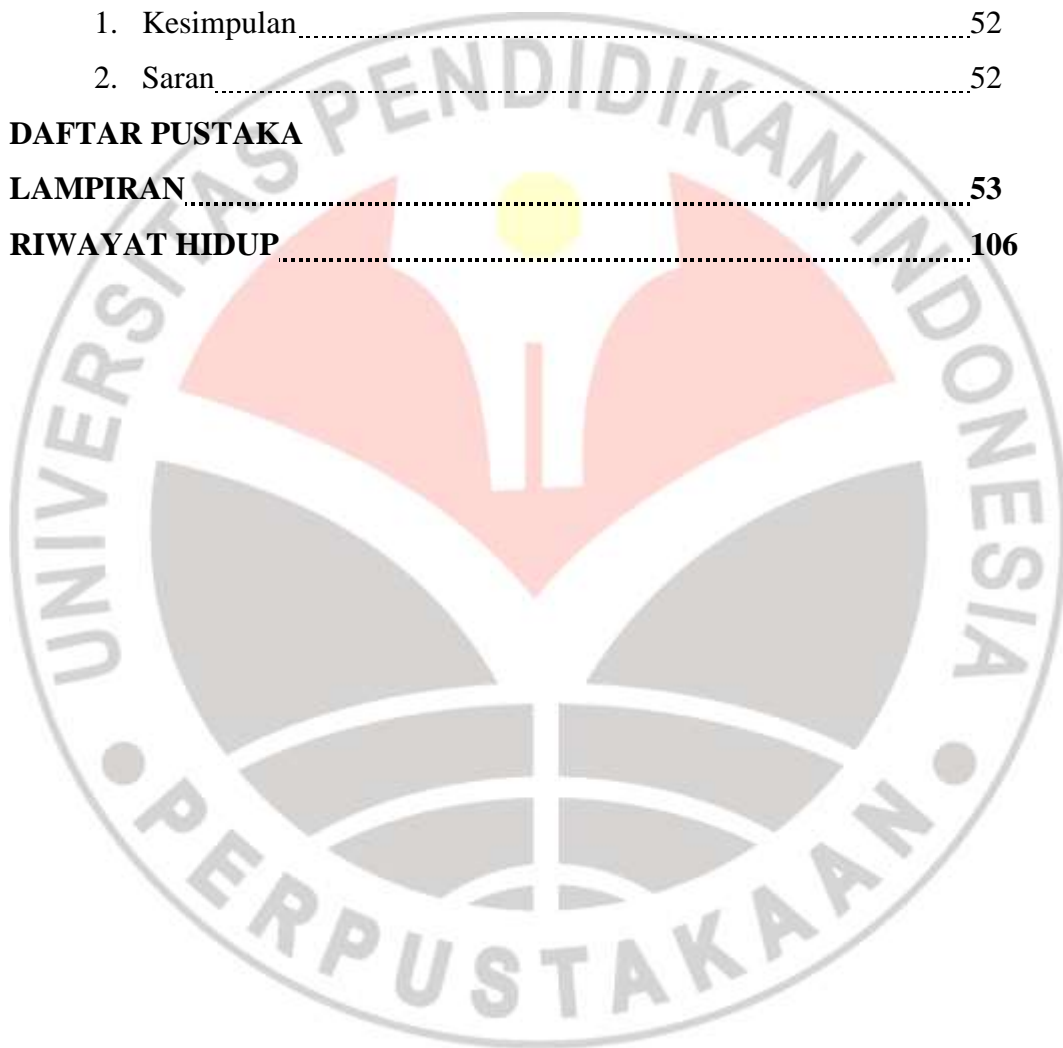 1. Kesimpulan 52
2. Saran 52
DAFTAR PUSTAKA
LAMPIRAN 53
RIWAYAT HIDUP 106
UNIVERSITAS PENDIDIKAN INDONESIA
PERPUSTAKAAN